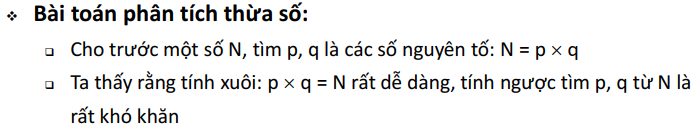 ❖ Bài toán phân tích thừa số:
❑ Cho trước một số N, tìm p, q là các số nguyên tố: N = p × q
❑ Ta thấy rằng tính xuôi: p × q = N rất dễ dàng, tính ngược tìm p, q từ N là
rất khó khăn